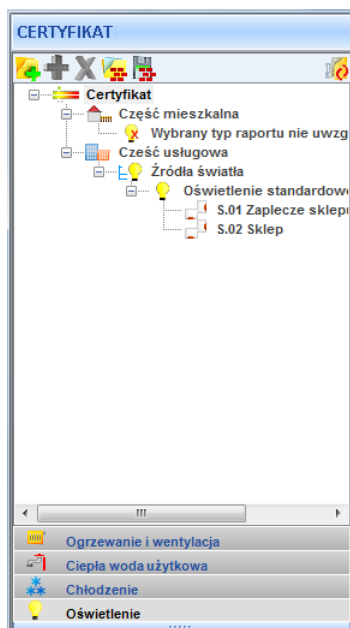 CERTYFIKAT
Certyfikat
Część mieszkalna
Wybrany typ raportu nie uwzg
Cześć usługowa
Źródła światła
Oświetlenie standardowe
S.01 Zaplecze sklepu
S.02 Sklep
Ogrzewanie i wentylacja
Ciepła woda użytkowa
Chłodzenie
Oświetlenie